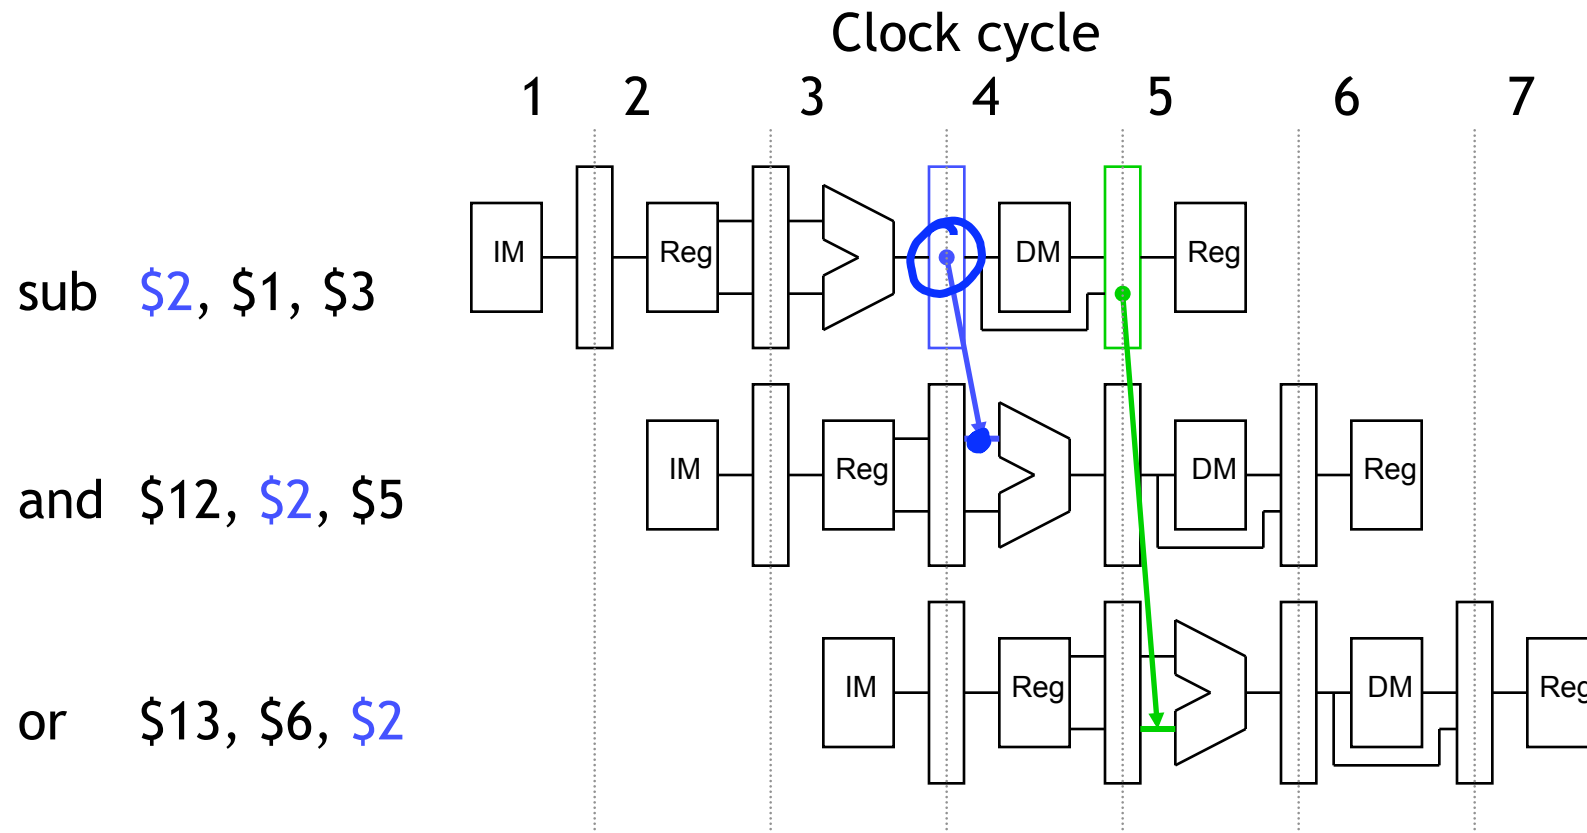 Clock cycle
1 2 3 4 5 6 7
sub $2, $1, $3 IM Reg DM Reg
and $12, $2, $5 IM Reg DM Reg
or $13, $6, $2 IM Reg DM Reg